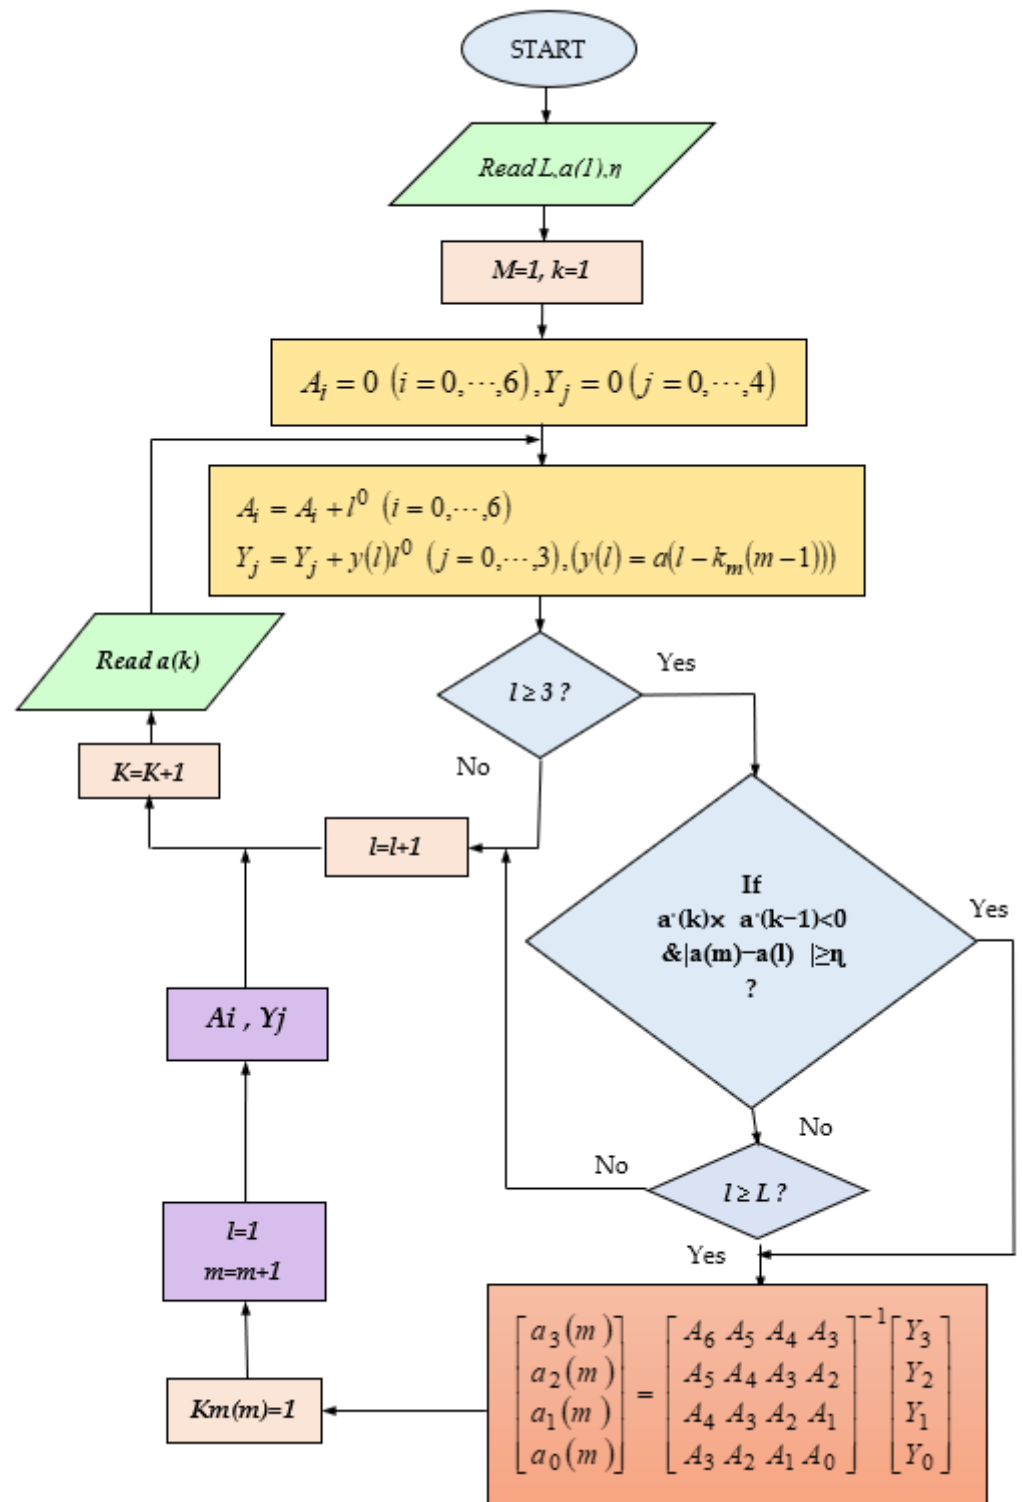 START
Read L,a(1),η
M=1, k=1
A_i = 0 (i = 0,⋯,6), Y_j = 0 (j = 0,⋯,4)
A_i = A_i + l^0 (i = 0,⋯,6)
Y_j = Y_j + y(l)l^0 (j = 0,⋯,3),(y(l) = a(l − k_m(m−1)))
Read a(k)
l ≥ 3 ?
Yes
No
K=K+1
l=l+1
If
a·(k)× a·(k−1)<0
&|a(m)−a(l) |≥η
?
Yes
Ai , Yj
No
No
l ≥ L ?
l=1
m=m+1
Yes
[a_3(m)] = [A_6 A_5 A_4 A_3]^−1 [Y_3]
[a_2(m)] [A_5 A_4 A_3 A_2] [Y_2]
[a_1(m)] [A_4 A_3 A_2 A_1] [Y_1]
[a_0(m)] [A_3 A_2 A_1 A_0] [Y_0]
Km(m)=1